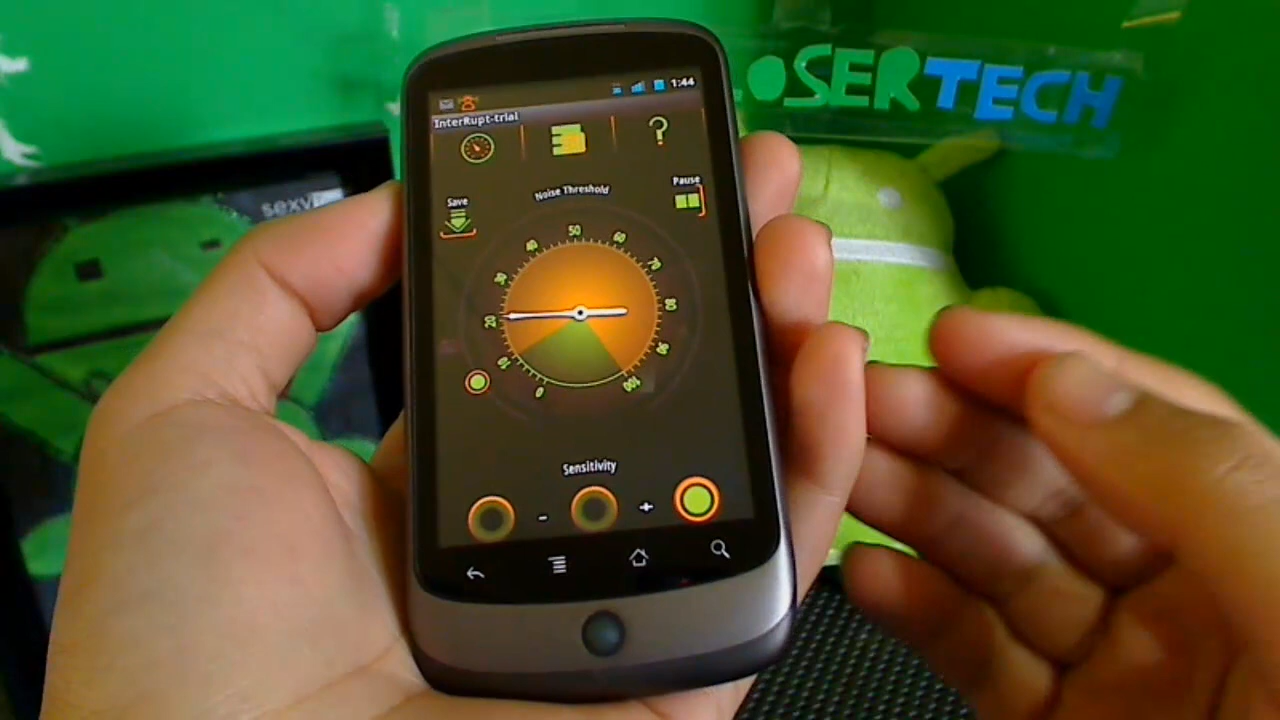 OSERTECH
sexy
1:44
InterRupt-trial
?
Save
Noise Threshold
Pause
0
10
20
30
40
50
60
70
80
90
100
Sensitivity
- +